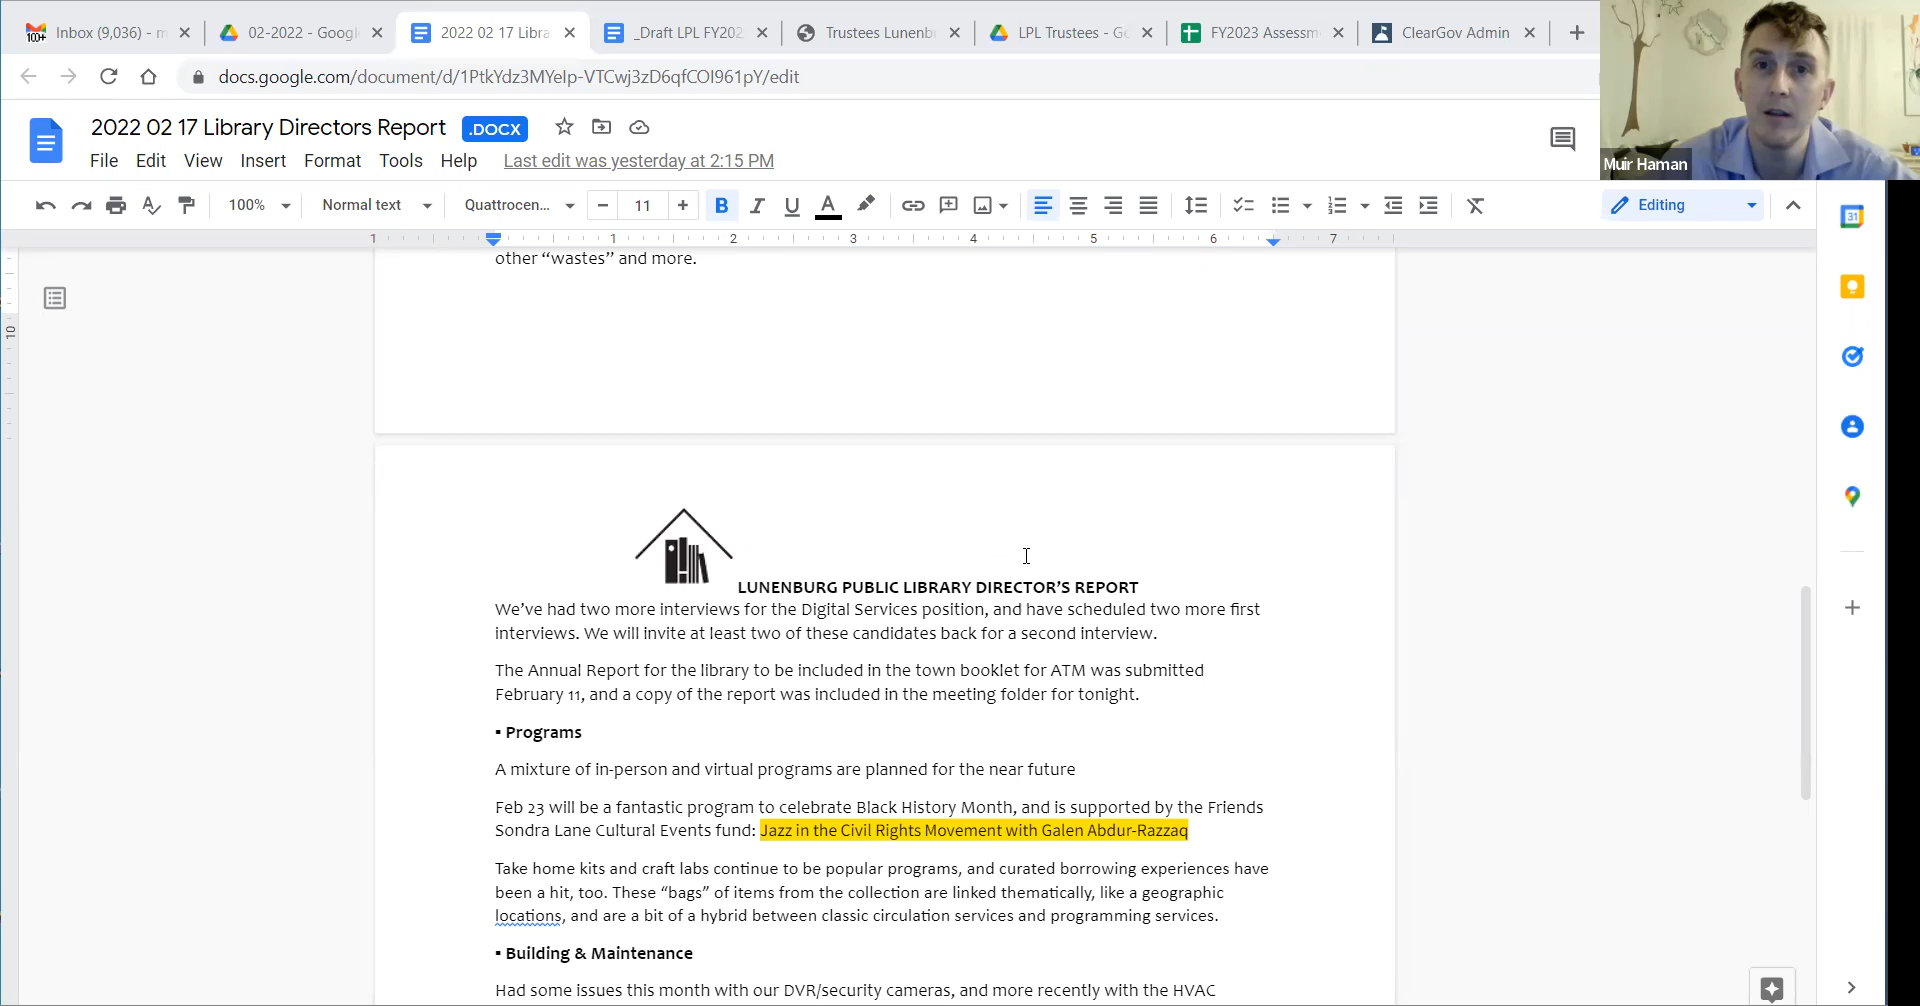 Inbox (9,036) - m
02-2022 - Googl
2022 02 17 Libra
_Draft LPL FY202
Trustees Lunenb
LPL Trustees - Go
FY2023 Assessm
ClearGov Admin
docs.google.com/document/d/1PtkYdz3MYeIp-VTCwj3zD6qfCOI961pY/edit
2022 02 17 Library Directors Report .DOCX
File Edit View Insert Format Tools Help Last edit was yesterday at 2:15 PM
Muir Haman
100% Normal text Quattrocen... 11 B I U A Editing
1 1 2 3 4 5 6 7
31
10
other “wastes” and more.
LUNENBURG PUBLIC LIBRARY DIRECTOR’S REPORT
We’ve had two more interviews for the Digital Services position, and have scheduled two more first
interviews. We will invite at least two of these candidates back for a second interview.
The Annual Report for the library to be included in the town booklet for ATM was submitted
February 11, and a copy of the report was included in the meeting folder for tonight.
▪ Programs
A mixture of in-person and virtual programs are planned for the near future
Feb 23 will be a fantastic program to celebrate Black History Month, and is supported by the Friends
Sondra Lane Cultural Events fund: Jazz in the Civil Rights Movement with Galen Abdur-Razzaq
Take home kits and craft labs continue to be popular programs, and curated borrowing experiences have
been a hit, too. These “bags” of items from the collection are linked thematically, like a geographic
locations, and are a bit of a hybrid between classic circulation services and programming services.
▪ Building & Maintenance
Had some issues this month with our DVR/security cameras, and more recently with the HVAC